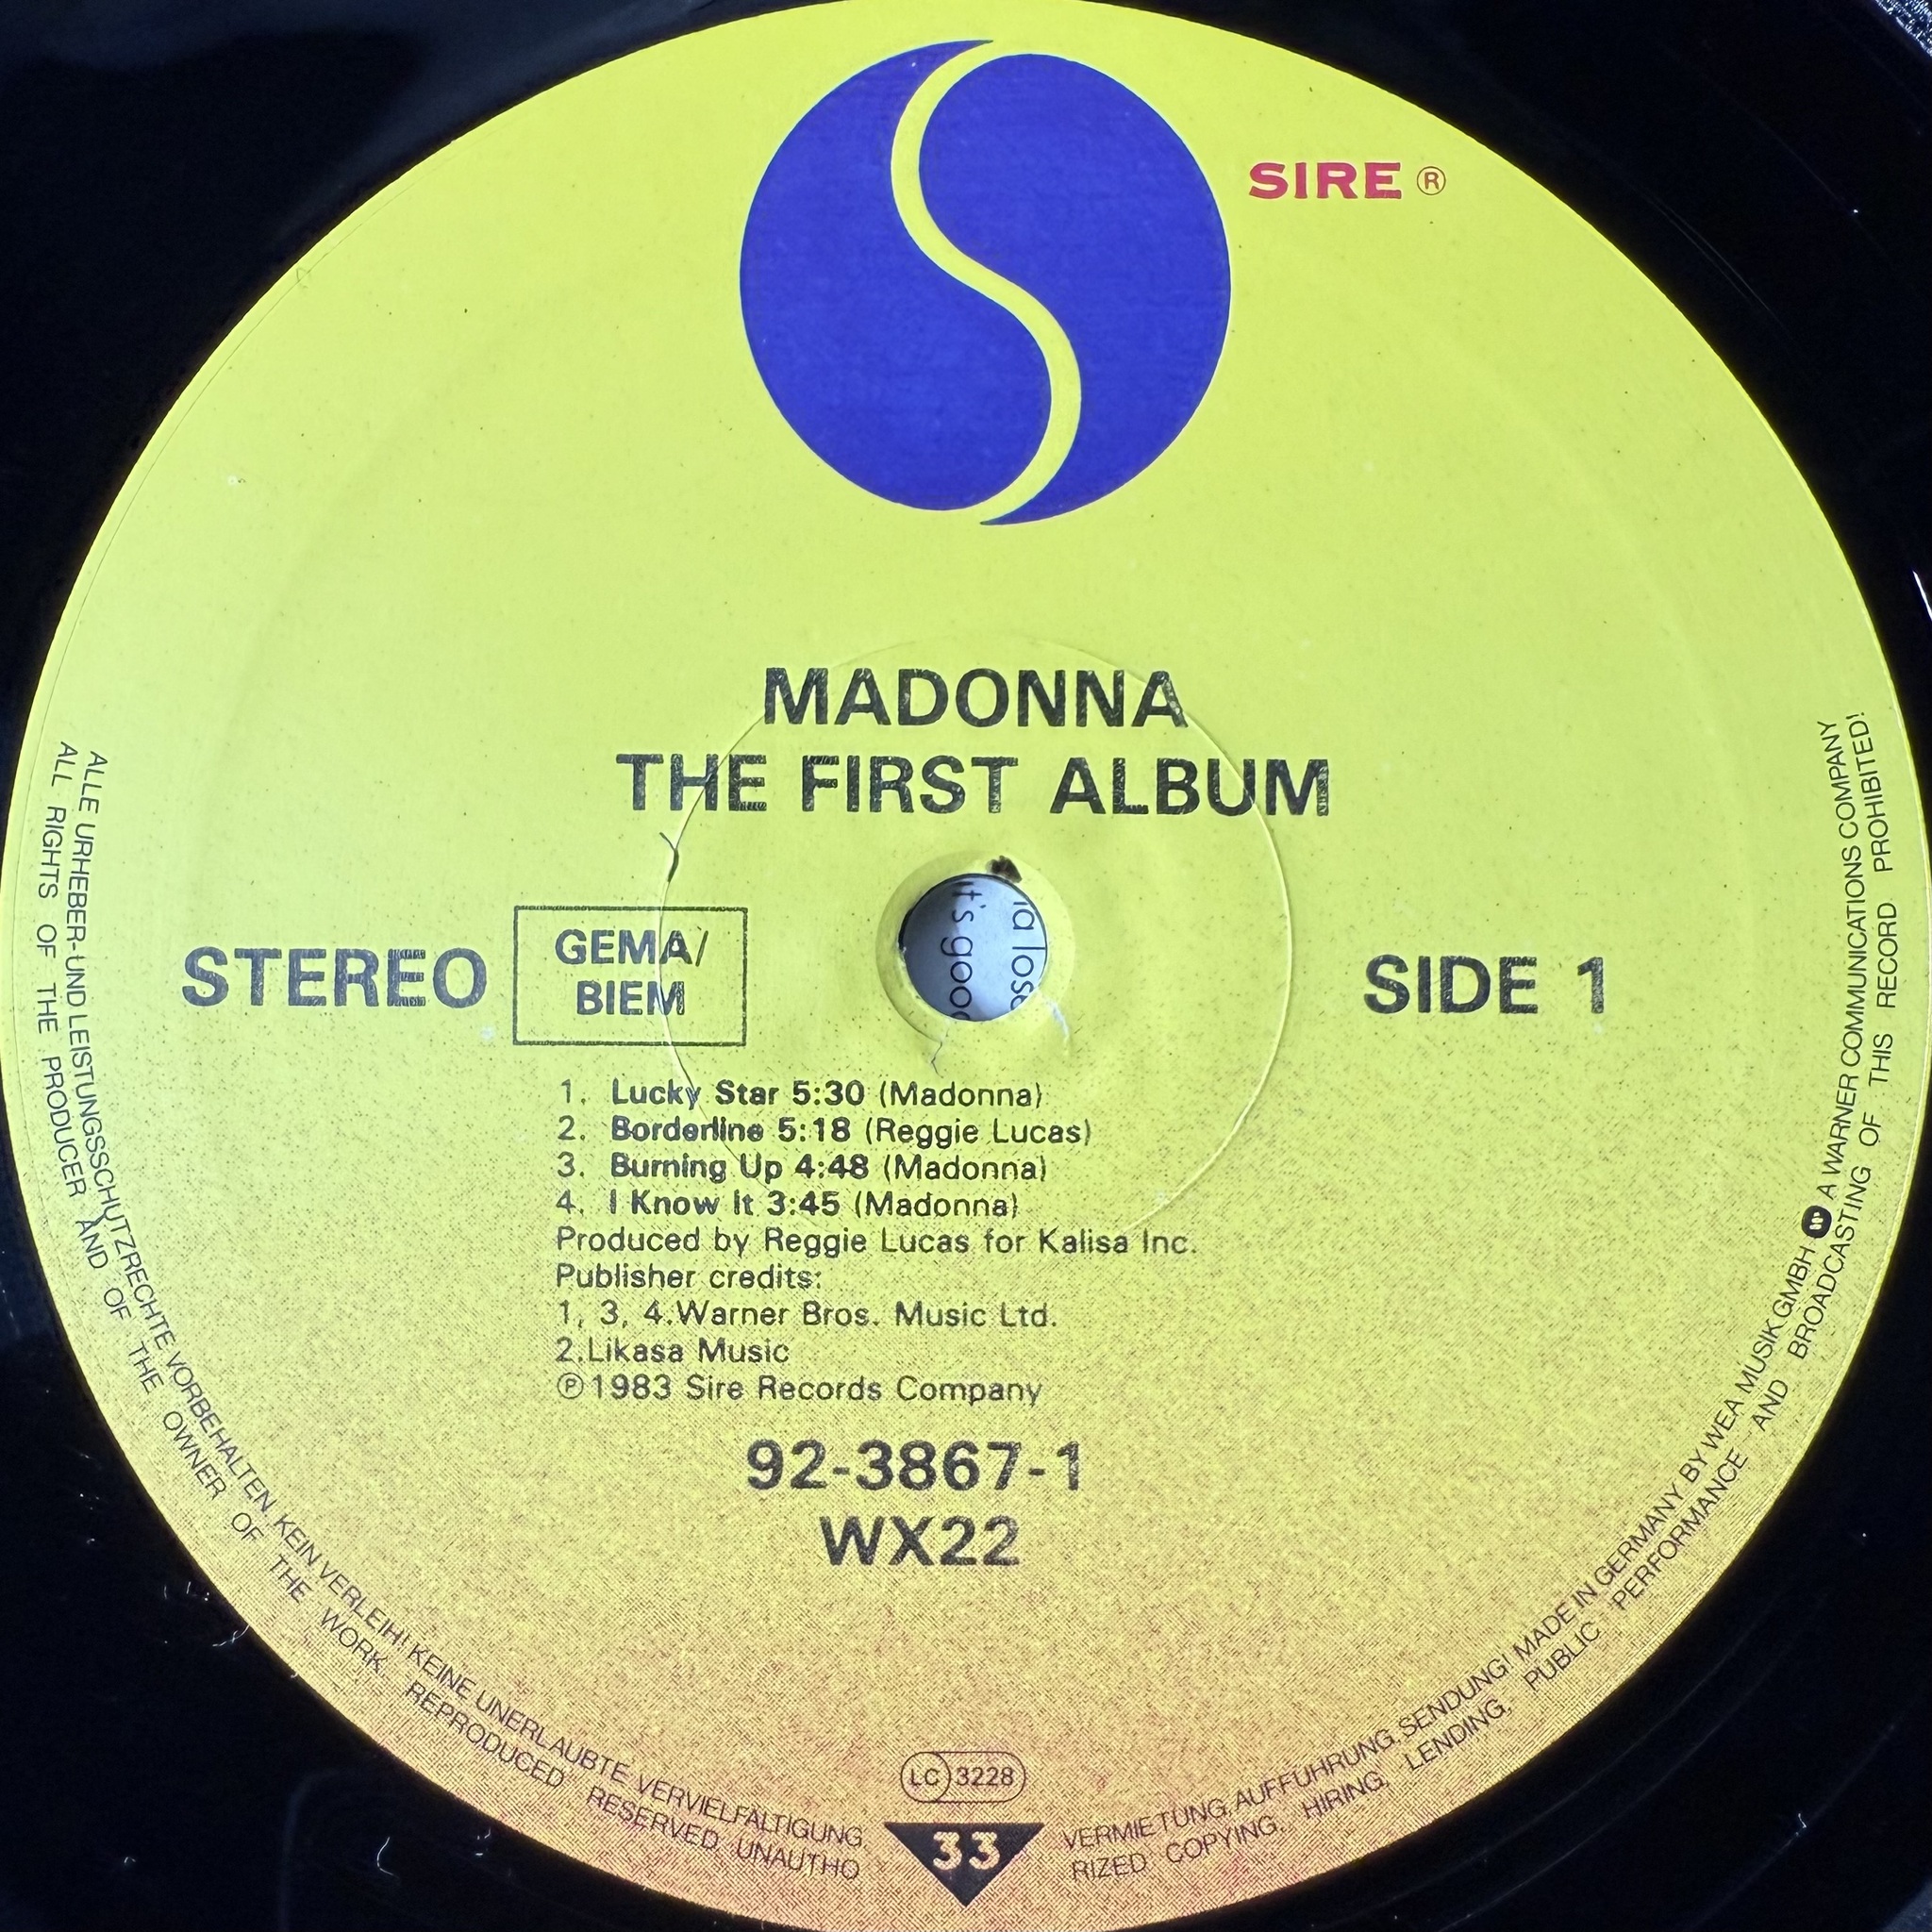 SIRE ®
MADONNA
THE FIRST ALBUM
STEREO
GEMA/
BIEM
SIDE 1
1. Lucky Star 5:30 (Madonna)
2. Borderline 5:18 (Reggie Lucas)
3. Burning Up 4:48 (Madonna)
4. I Know It 3:45 (Madonna)
Produced by Reggie Lucas for Kalisa Inc.
Publisher credits:
1, 3, 4.Warner Bros. Music Ltd.
2.Likasa Music
℗1983 Sire Records Company
92-3867-1
WX22
LC 3228
33
ALLE URHEBER-UND LEISTUNGSSCHUTZRECHTE VORBEHALTEN. KEIN VERLEIH! KEINE UNERLAUBTE VERVIELFÄLTIGUNG, VERMIETUNG, AUFFÜHRUNG, SENDUNG! MADE IN GERMANY BY WEA MUSIK GMBH A WARNER COMMUNICATIONS COMPANY
ALL RIGHTS OF THE PRODUCER AND OF THE OWNER OF THE WORK REPRODUCED RESERVED. UNAUTHO RIZED COPYING, HIRING, LENDING, PUBLIC PERFORMANCE AND BROADCASTING OF THIS RECORD PROHIBITED!